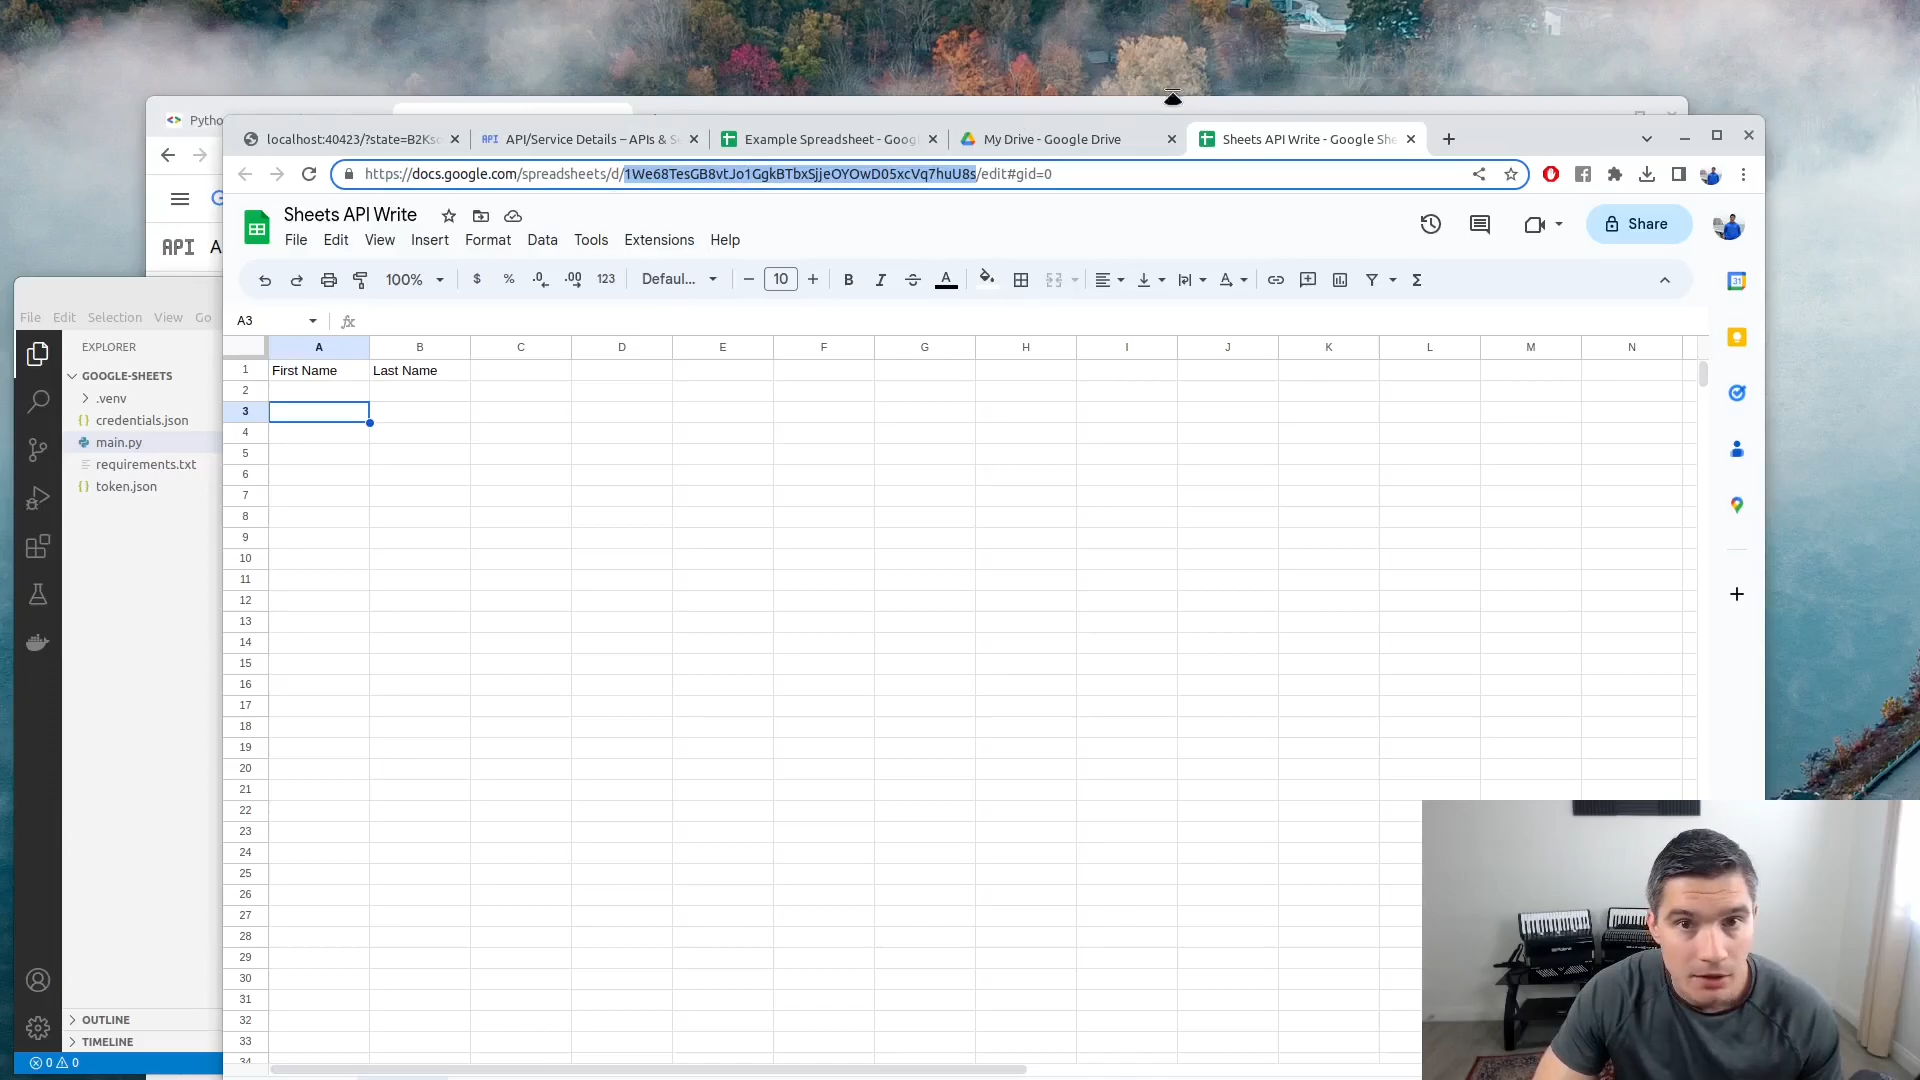 Pytho
localhost:40423/?state=B2Ks
API/Service Details – APIs & Se
Example Spreadsheet - Goog
My Drive - Google Drive
Sheets API Write - Google She
https://docs.google.com/spreadsheets/d/1We68TesGB8vtJo1GgkBTbxSjjeOYOwD05xcVq7huU8s/edit#gid=0
Sheets API Write
Share
File Edit View Insert Format Data Tools Extensions Help
API A
100% $ % .0 .00 123 Defaul... 10 B I S A Σ
31
File Edit Selection View Go
A3 fx
A B C D E F G H I J K L M N
1 First Name Last Name
2
3
4
5
6
7
8
9
10
11
12
13
14
15
16
17
18
19
20
21
22
23
24
25
26
27
28
29
30
31
32
33
34
EXPLORER
GOOGLE-SHEETS
.venv
credentials.json
main.py
requirements.txt
token.json
OUTLINE
TIMELINE
0 0